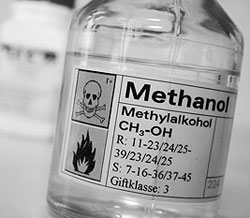 Methanol
Methylalkohol
CH₃-OH
R: 11-23/24/25-
39/23/24/25
S: 7-16-36/37-45
Giftklasse: 3
224